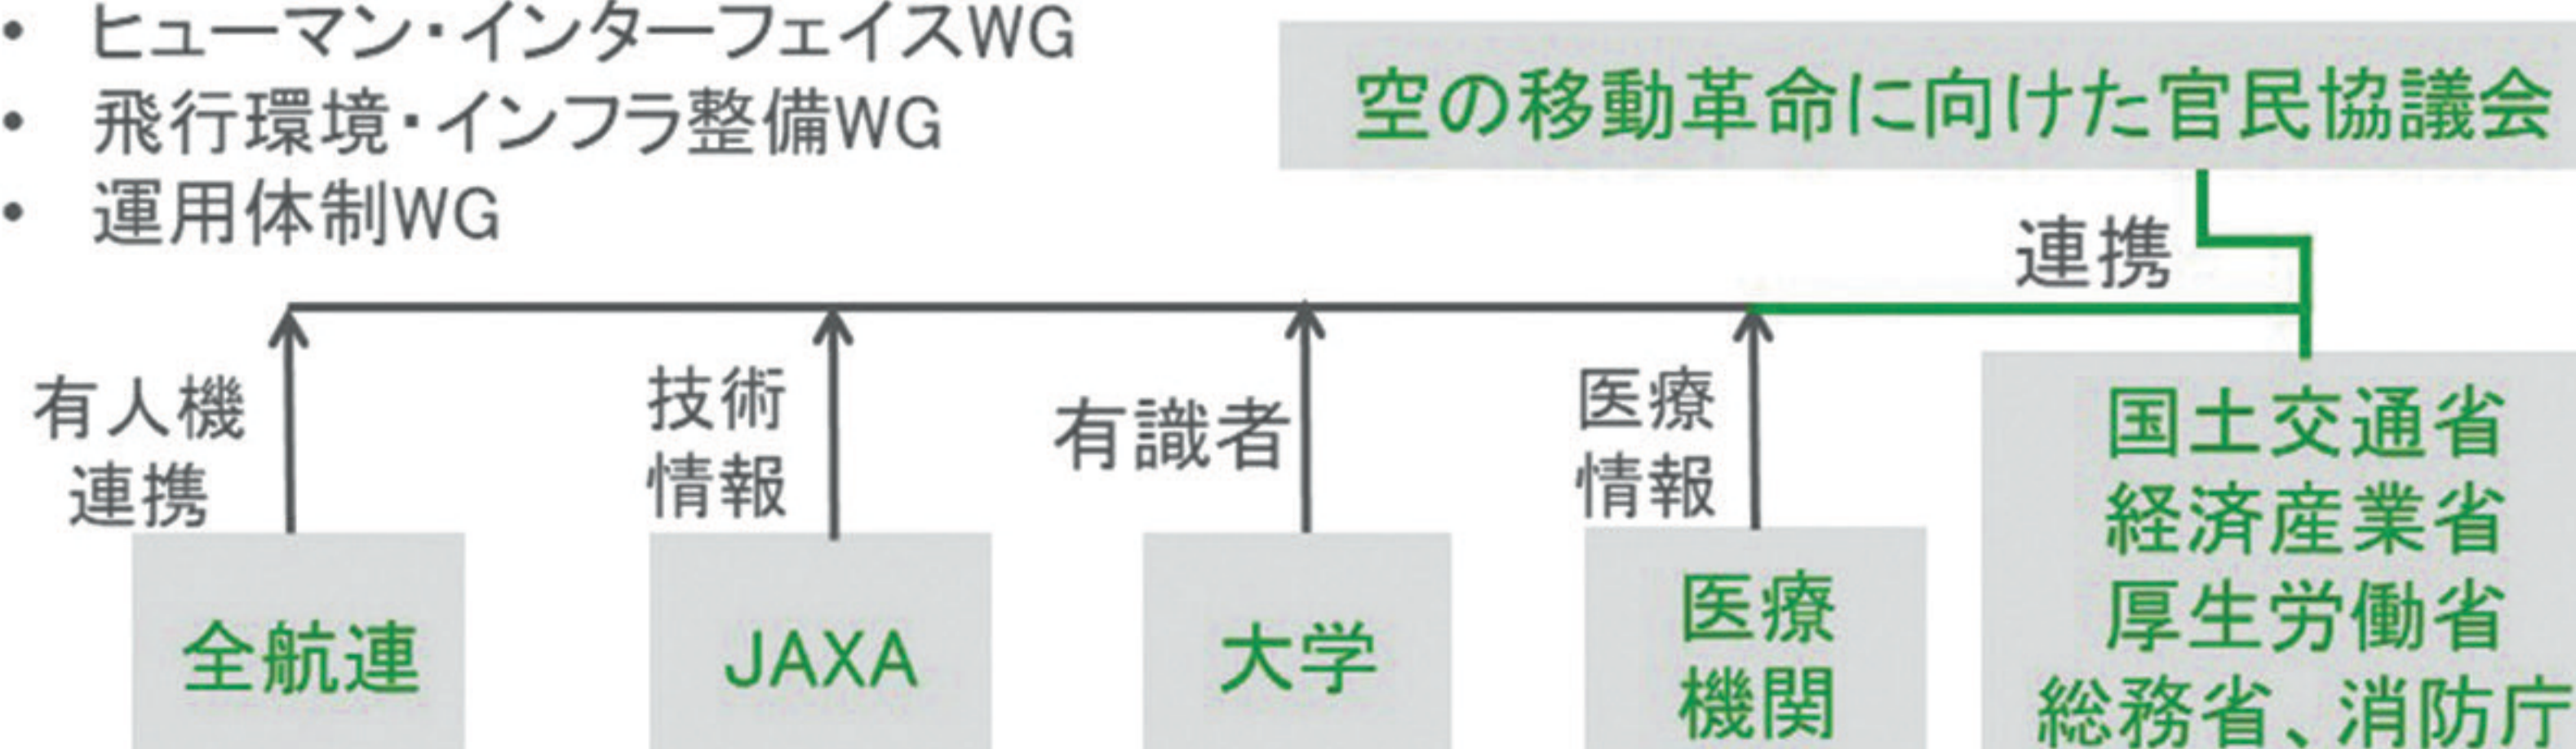 • ヒューマン・インターフェイスWG
• 飛行環境・インフラ整備WG
• 運用体制WG
空の移動革命に向けた官民協議会
連携
有人機
連携
技術
情報
有識者
医療
情報
全航連
JAXA
大学
医療
機関
国土交通省
経済産業省
厚生労働省
総務省、消防庁